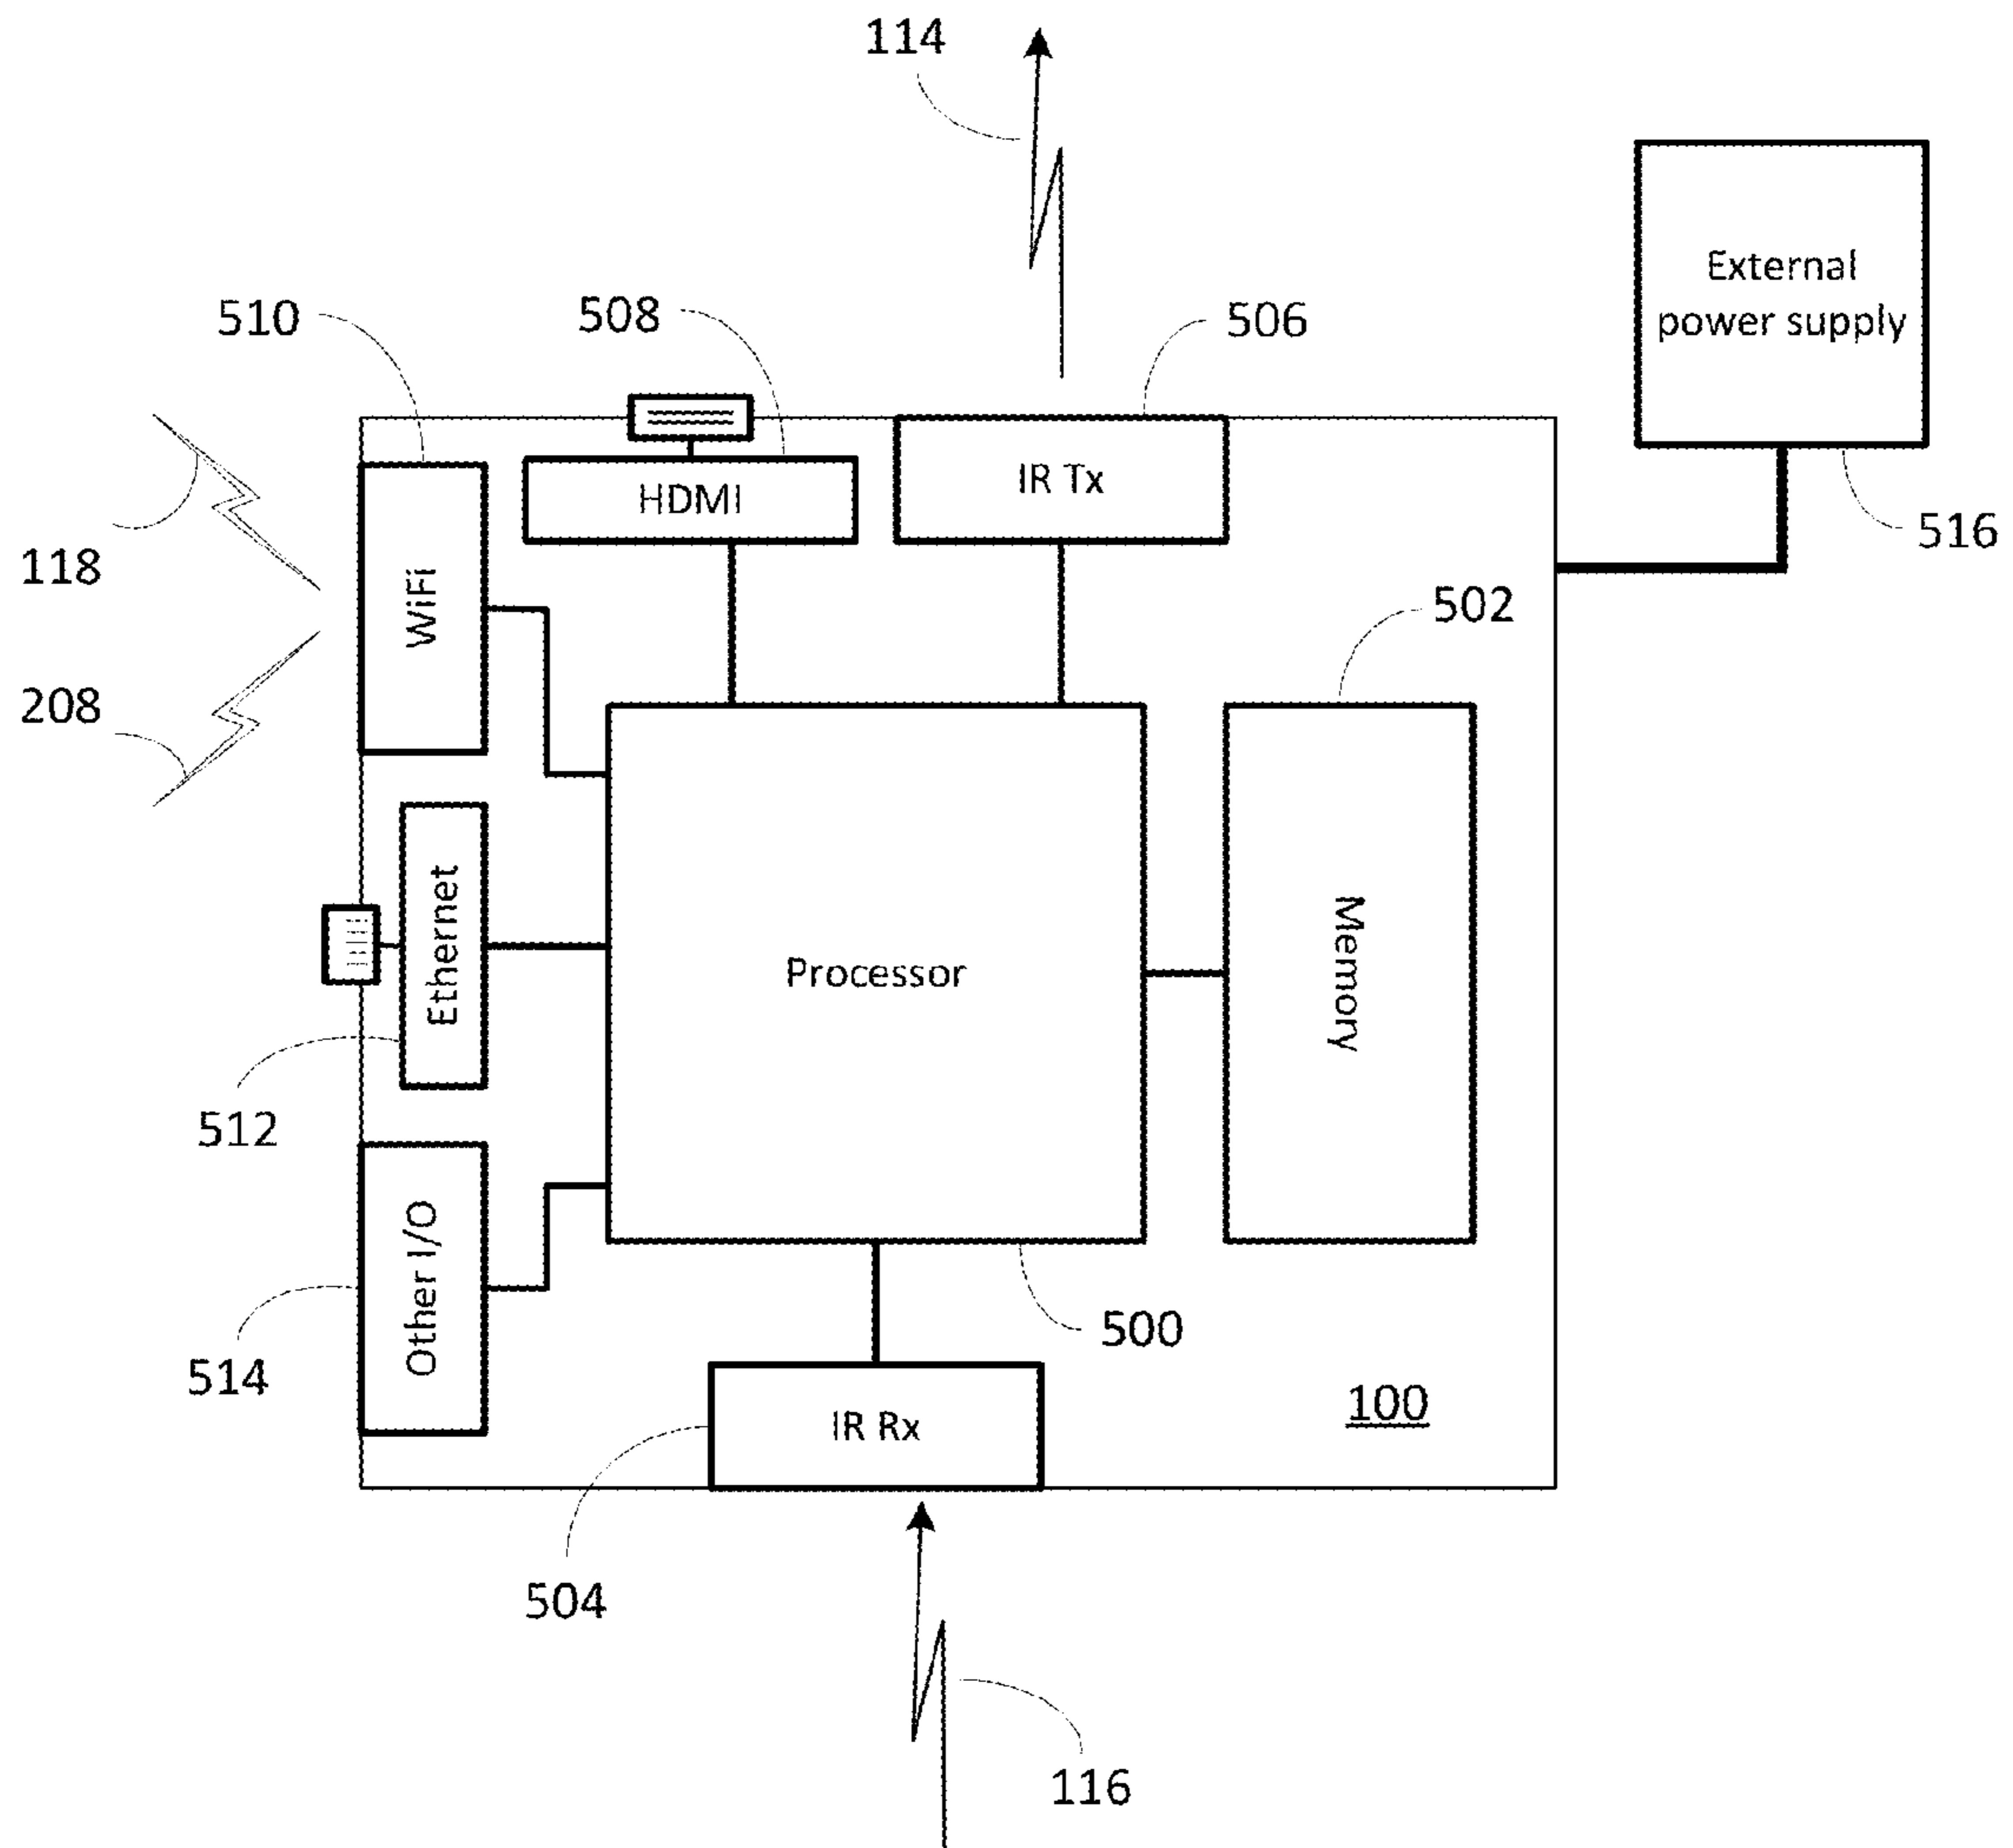 114
External
power supply
510
508
506
516
HDMI
IR Tx
118
WiFi
502
208
Ethernet
Processor
Memory
512
Other I/O
500
514
100
IR Rx
504
116